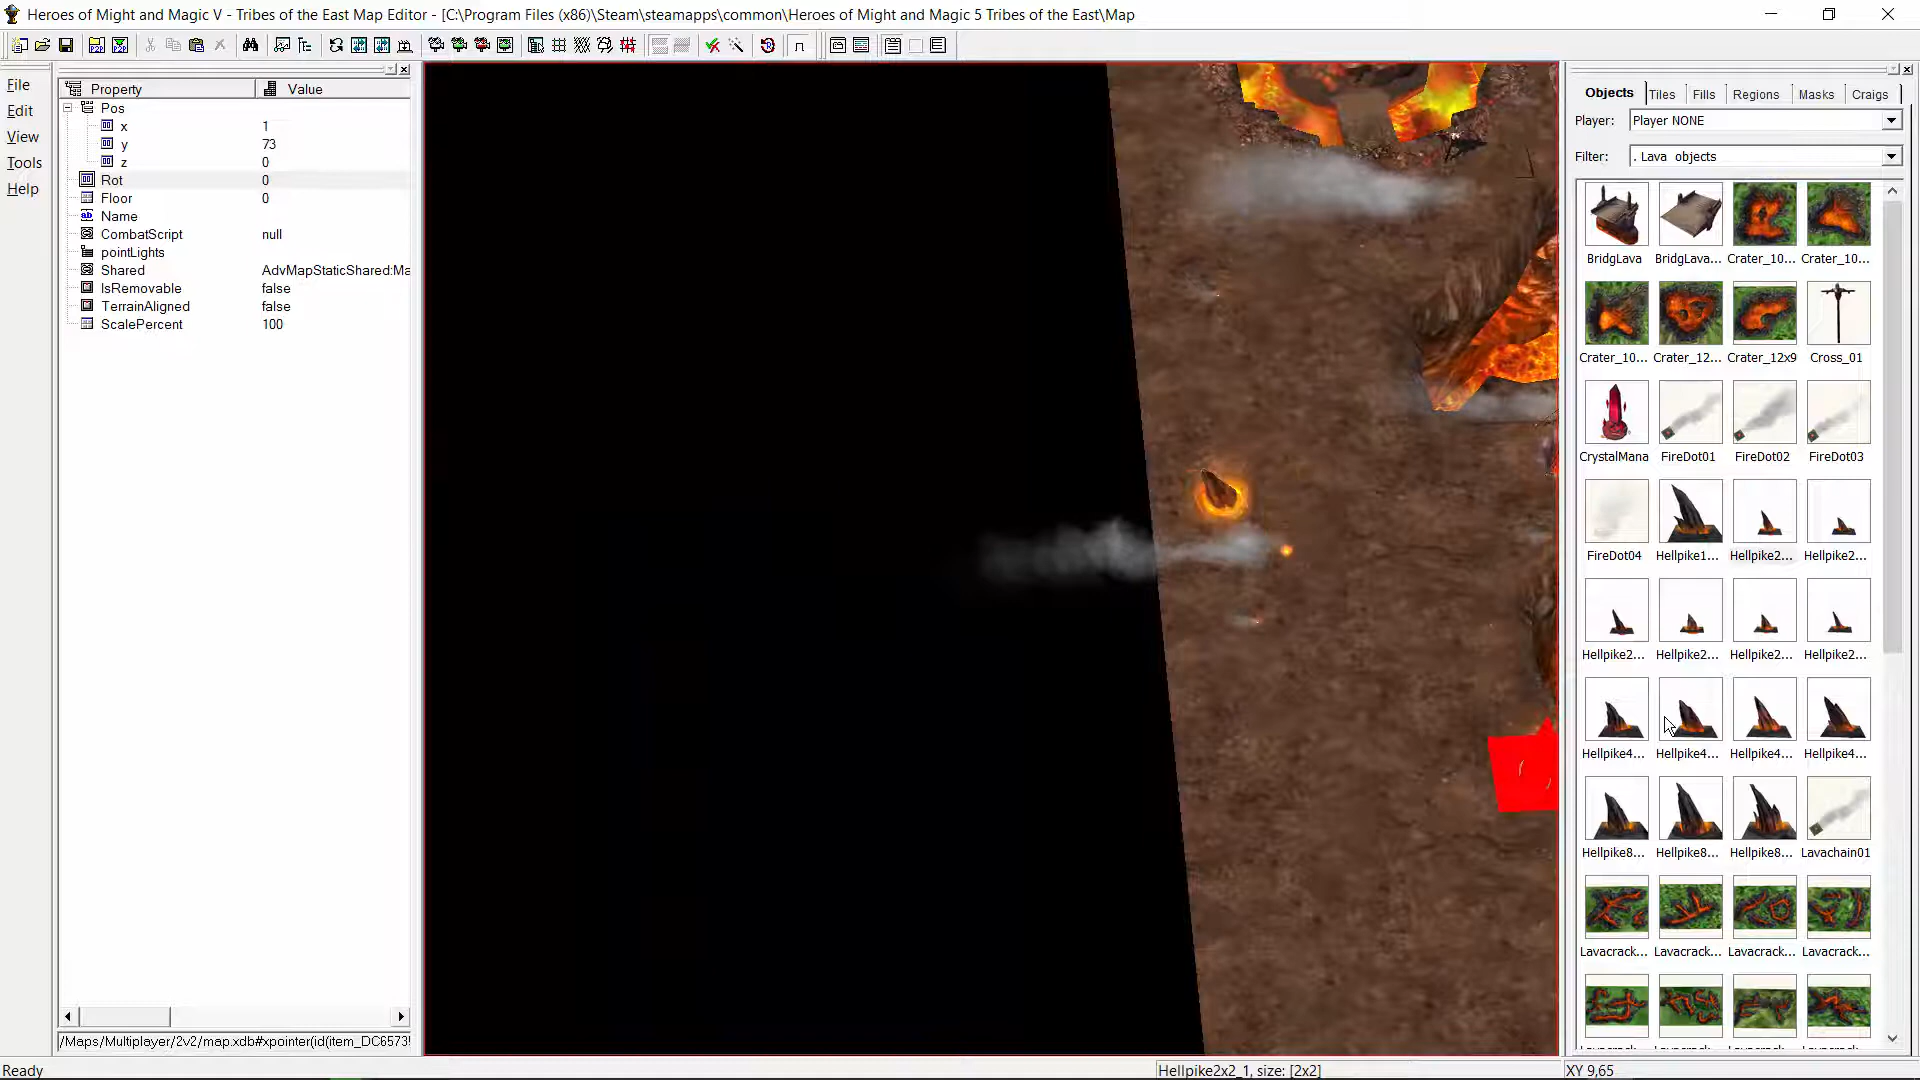 Heroes of Might and Magic V - Tribes of the East Map Editor - [C:\Program Files (x86)\Steam\steamapps\common\Heroes of Might and Magic 5 Tribes of the East\Map
File
Edit
View
Tools
Help
Property Value
Pos
x 1
y 73
z 0
Rot 0
Floor 0
Name
CombatScript null
pointLights
Shared AdvMapStaticShared:Ma
IsRemovable false
TerrainAligned false
ScalePercent 100
/Maps/Multiplayer/2v2/map.xdb#xpointer(id(item_DC6573!
Objects Tiles Fills Regions Masks Craigs
Player: Player NONE
Filter: . Lava objects
BridgLava BridgLava... Crater_10... Crater_10...
Crater_10... Crater_12... Crater_12x9 Cross_01
CrystalMana FireDot01 FireDot02 FireDot03
FireDot04 Hellpike1... Hellpike2... Hellpike2...
Hellpike2... Hellpike2... Hellpike2... Hellpike2...
Hellpike4... Hellpike4... Hellpike4... Hellpike4...
Hellpike8... Hellpike8... Hellpike8... Lavachain01
Lavacrack... Lavacrack... Lavacrack... Lavacrack...
Ready Hellpike2x2_1, size: [2x2] XY 9,65